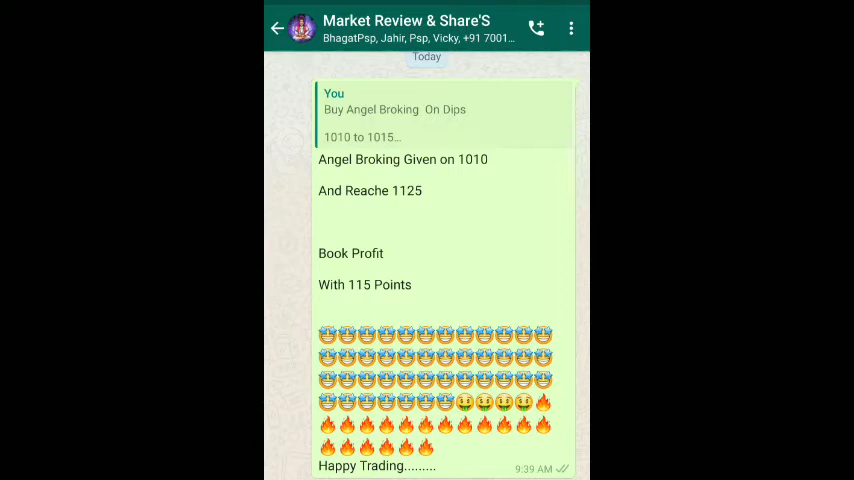 Market Review & Share'S
BhagatPsp, Jahir, Psp, Vicky, +91 7001...
Today
You
Buy Angel Broking On Dips
1010 to 1015...
Angel Broking Given on 1010
And Reache 1125
Book Profit
With 115 Points
🤩🤩🤩🤩🤩🤩🤩🤩🤩🤩🤩🤩
🤩🤩🤩🤩🤩🤩🤩🤩🤩🤩🤩🤩
🤩🤩🤩🤩🤩🤩🤩🤩🤩🤩🤩🤩
🤩🤩🤩🤩🤩🤩🤩🤑🤑🤑🤑🔥
🔥🔥🔥🔥🔥🔥🔥🔥🔥🔥🔥🔥
🔥🔥🔥🔥🔥🔥
Happy Trading.........
9:39 AM